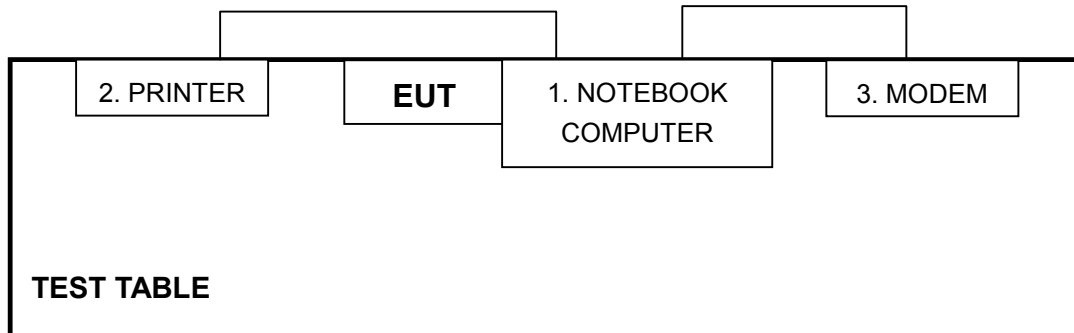 2. PRINTER
EUT
1. NOTEBOOK
COMPUTER
3. MODEM
TEST TABLE